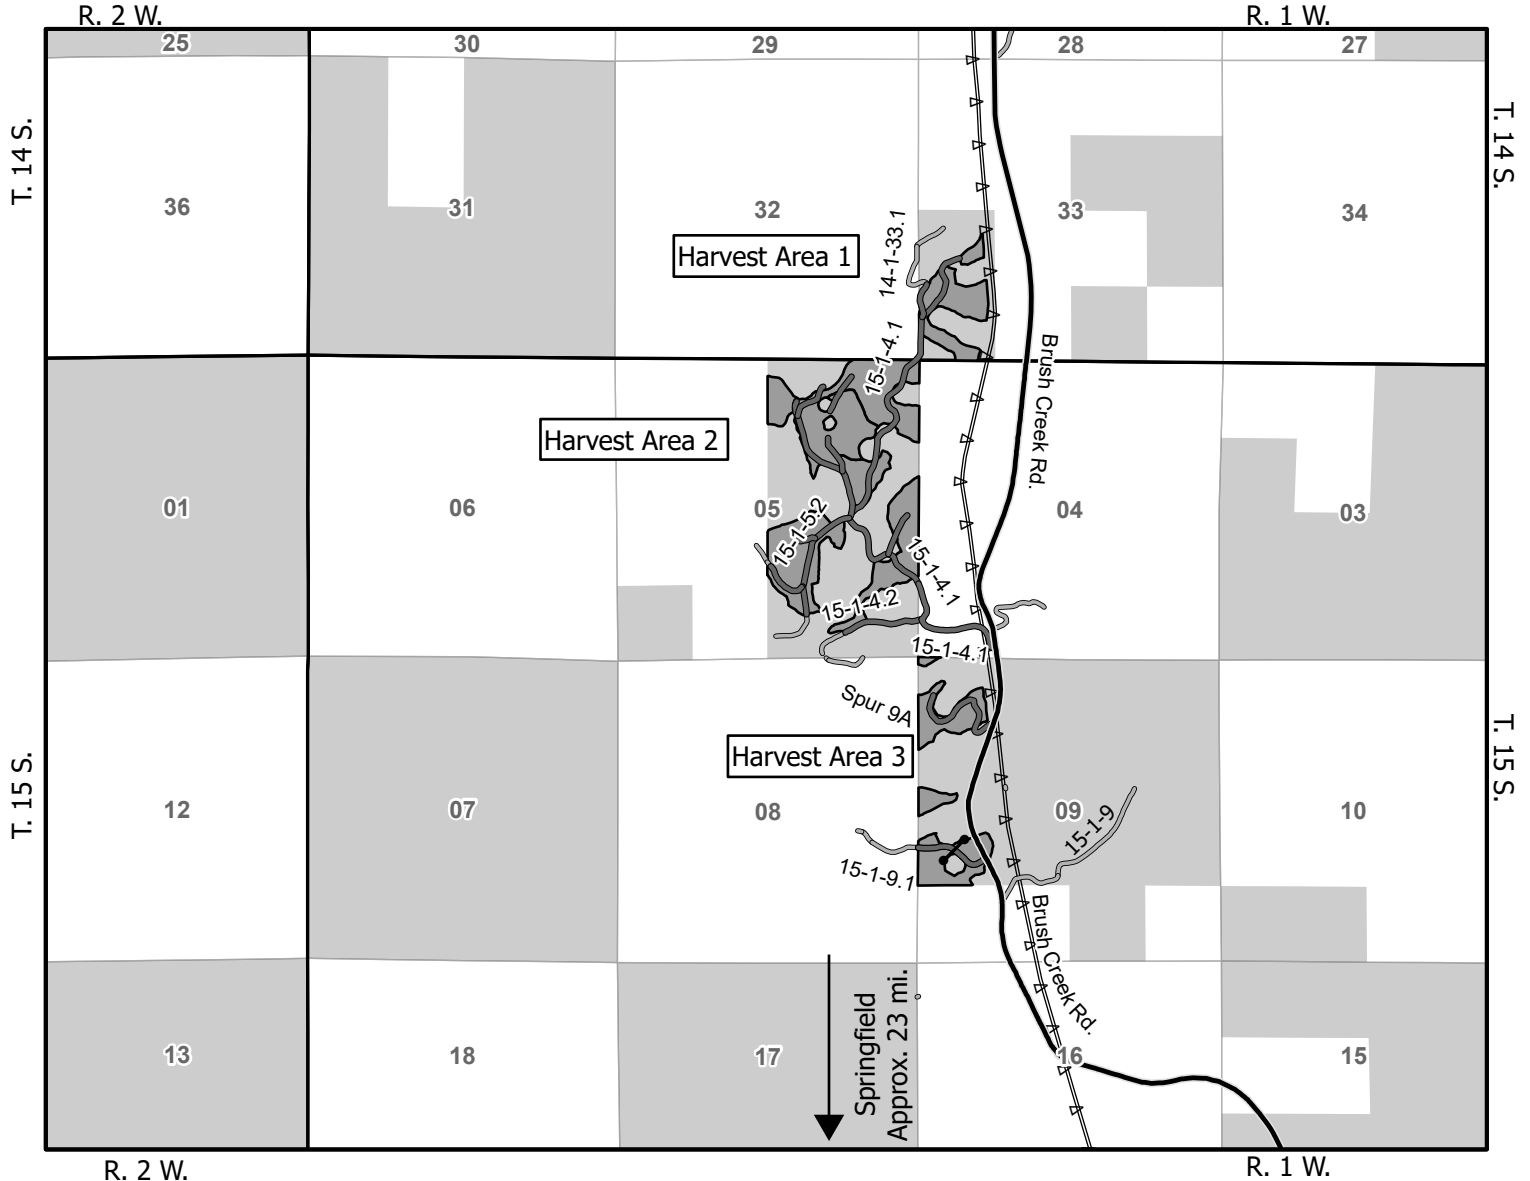 R. 2 W.
R. 1 W.
25
30
29
28
27
T. 14 S.
T. 14 S.
36
31
32
33
34
14-1-33.1
Harvest Area 1
15-1-4.1
Brush Creek Rd.
Harvest Area 2
01
06
05
04
03
15-1-5.2
15-1-4.1
15-1-4.2
15-1-4.1
Spur 9A
Harvest Area 3
T. 15 S.
T. 15 S.
12
07
08
09
10
15-1-9
15-1-9.1
Brush Creek Rd.
Springfield
Approx. 23 mi.
13
18
17
16
15
R. 2 W.
R. 1 W.